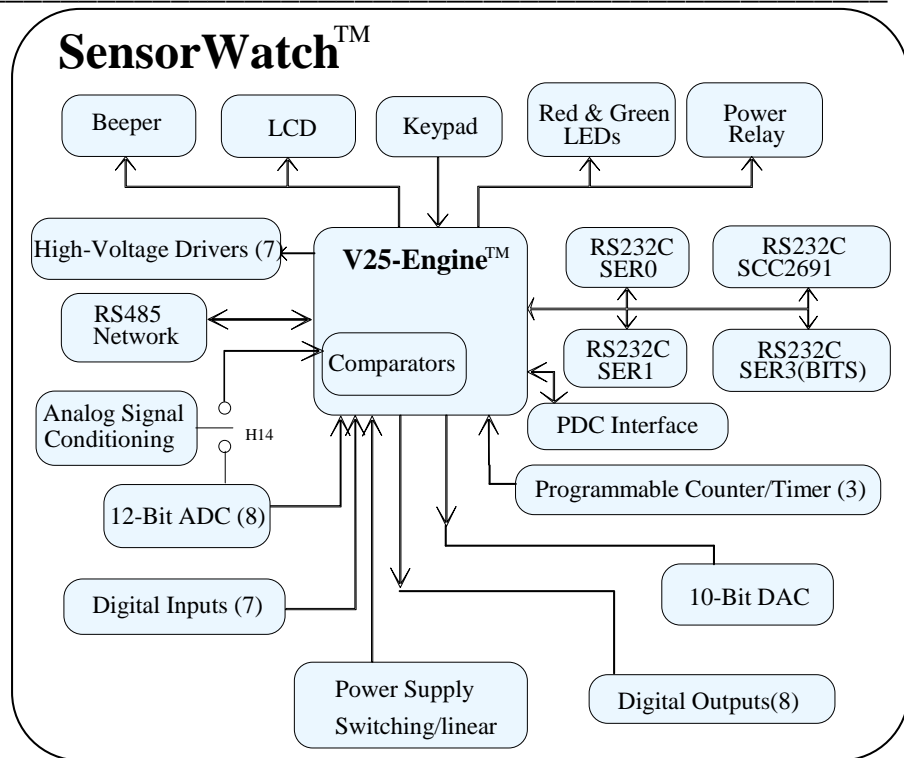 SensorWatch™
Beeper
LCD
Keypad
Red & Green
LEDs
Power
Relay
High-Voltage Drivers (7)
V25-Engine™
RS232C
SER0
RS232C
SCC2691
RS485
Network
Comparators
RS232C
SER1
RS232C
SER3(BITS)
Analog Signal
Conditioning
H14
PDC Interface
12-Bit ADC (8)
Programmable Counter/Timer (3)
Digital Inputs (7)
10-Bit DAC
Power Supply
Switching/linear
Digital Outputs(8)